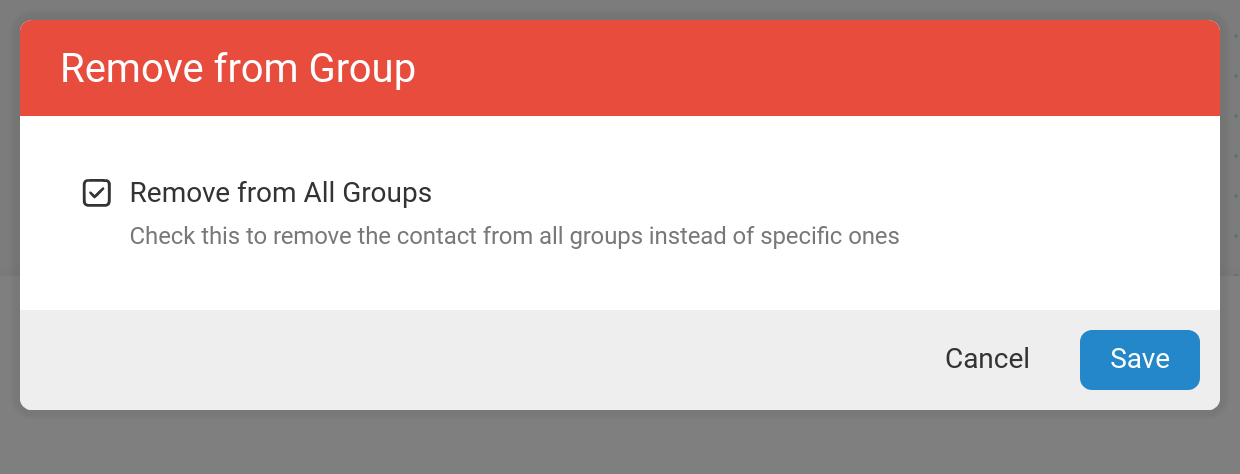 Remove from Group
Remove from All Groups
Check this to remove the contact from all groups instead of specific ones
Cancel
Save